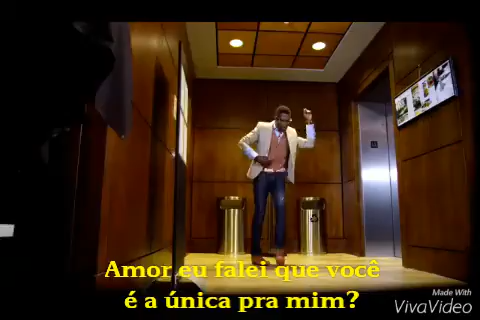 Amor eu falei que você
é a única pra mim?
Made With
VivaVideo